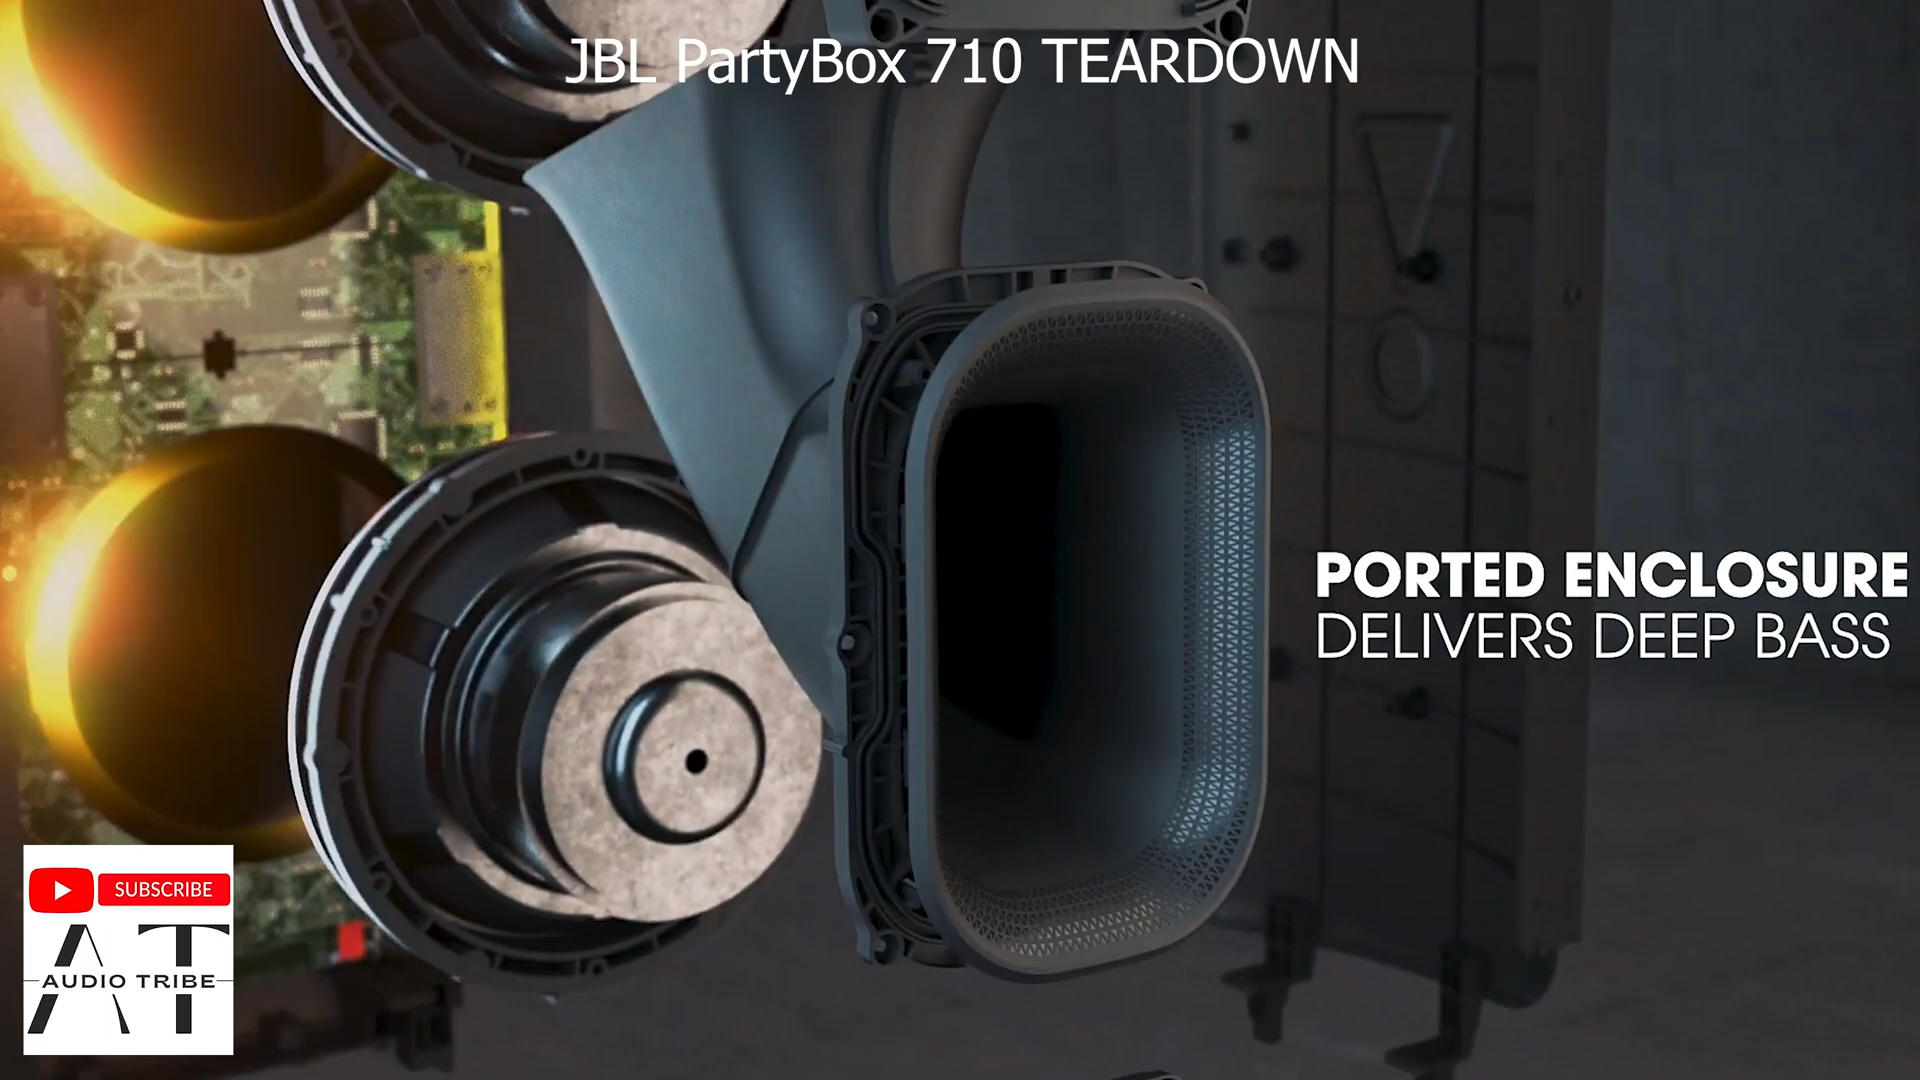 JBL PartyBox 710 TEARDOWN
PORTED ENCLOSURE
DELIVERS DEEP BASS
SUBSCRIBE
AT
AUDIO TRIBE